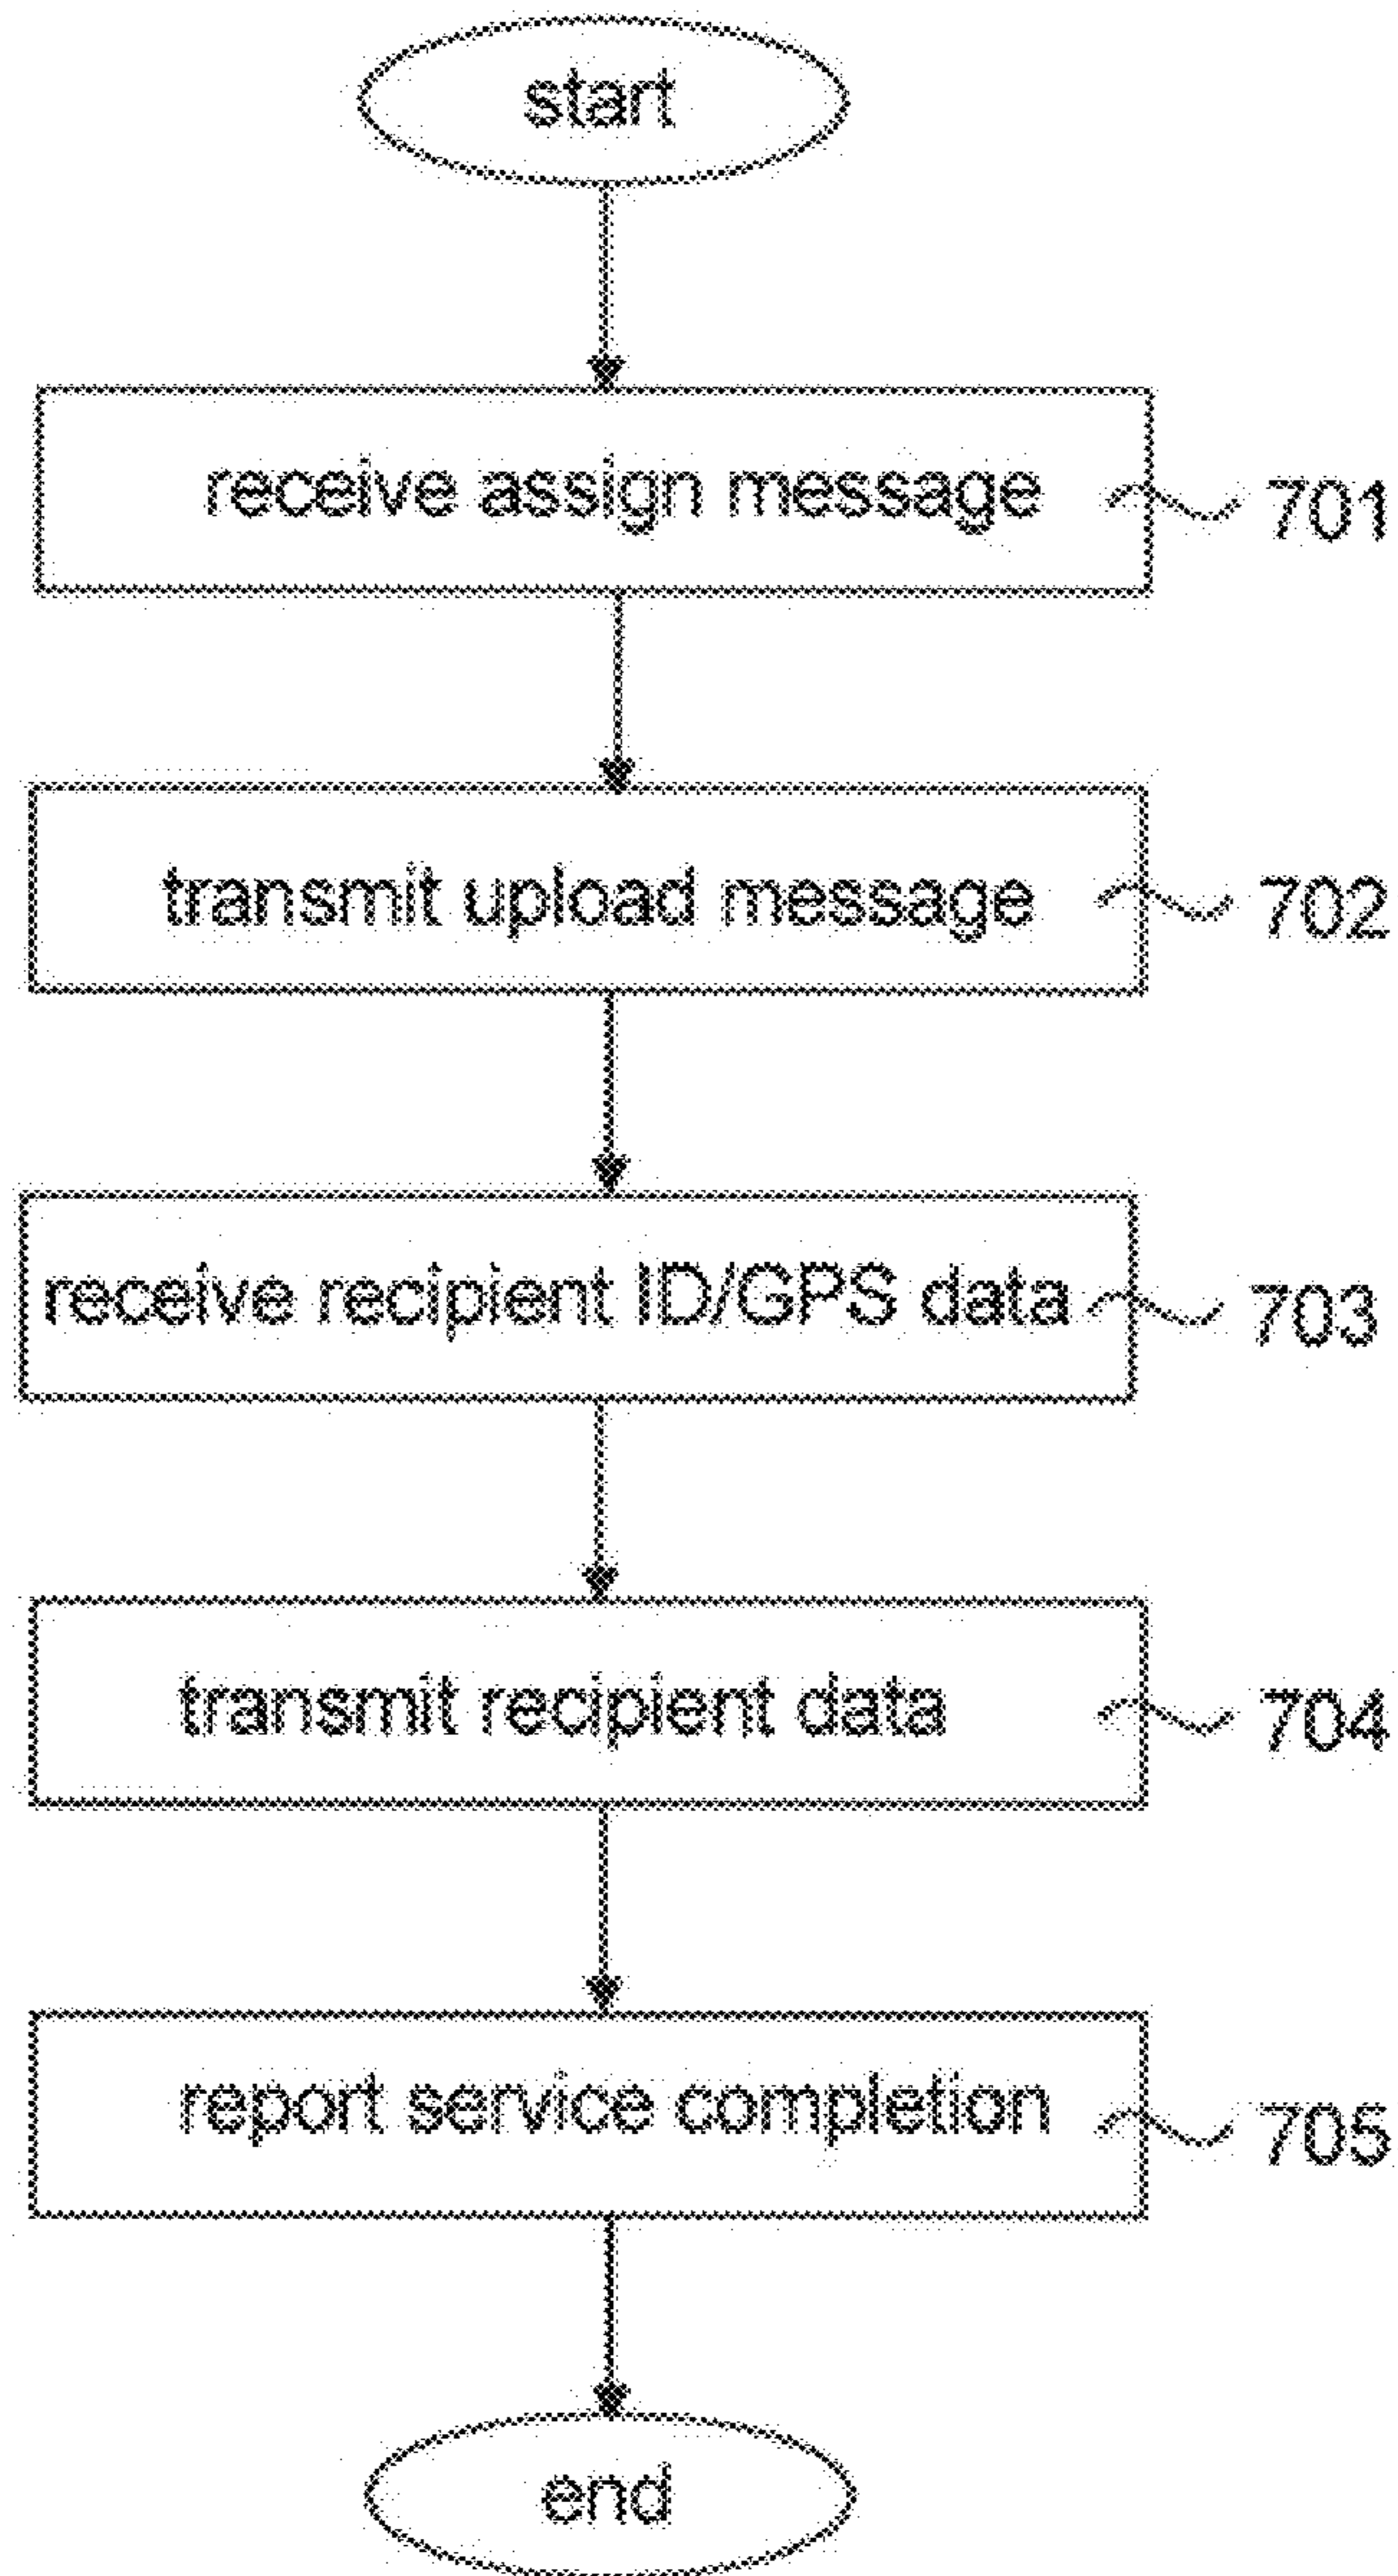 start
receive assign message
701
transmit upload message
702
receive recipient ID/GPS data
703
transmit recipient data
704
report service completion
705
end